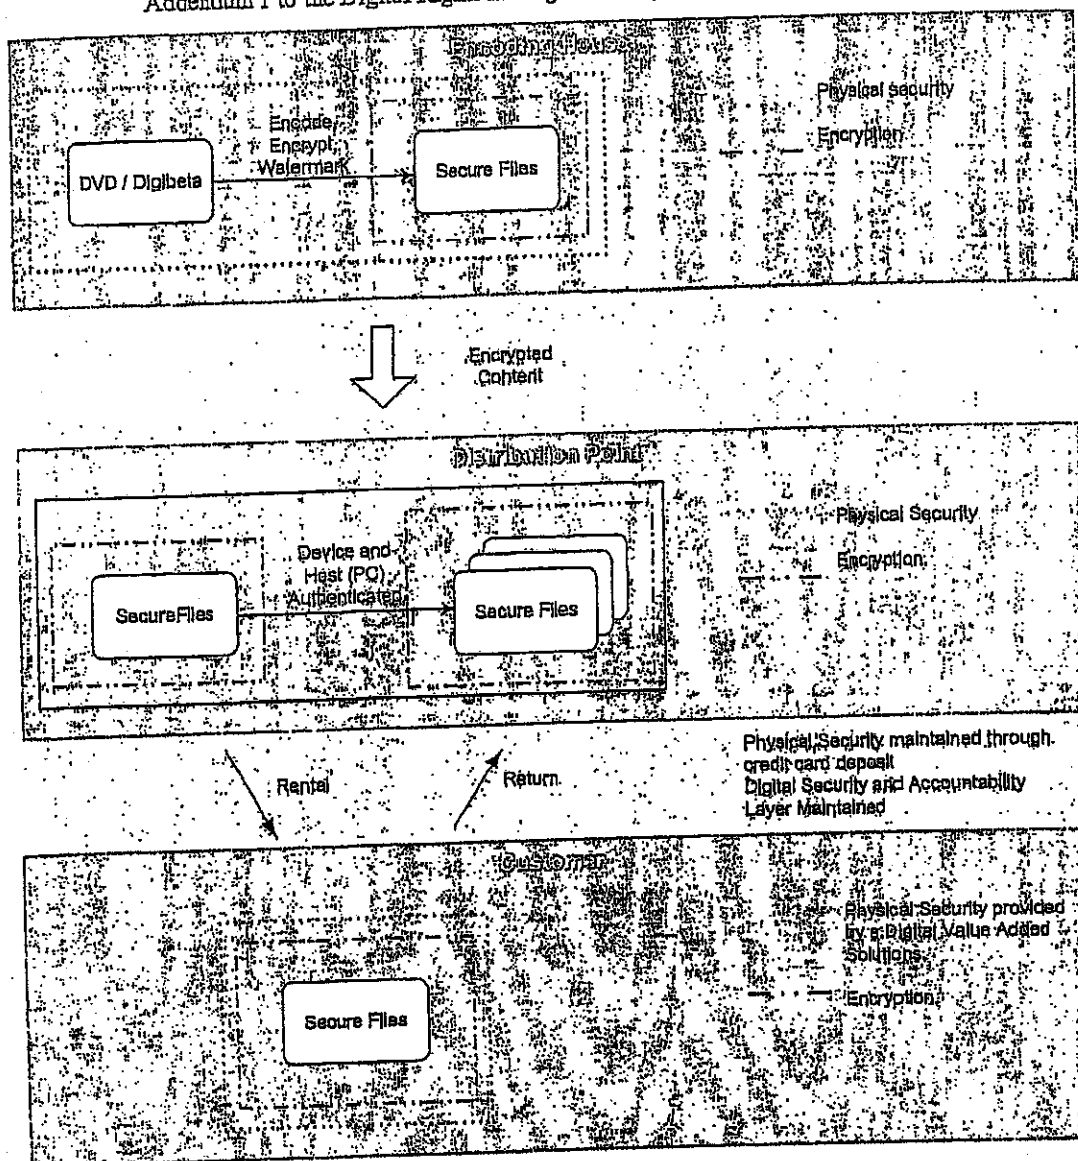 Addendum 1 to the Digital
Encoding House
Physical security
Encode,
Encrypt,
Watermark
Encryption
DVD / Digibeta
Secure Files
Encrypted
Content
Distribution Point
Physical Security
Device and
Host (PC)
Authenticated
Encryption
SecureFiles
Secure Files
Physical Security maintained through
credit card deposit
Digital Security and Accountability
Layer Maintained
Rental
Return
Customer
Physical Security provided
by e Digital Value Added
Solutions
Encryption
Secure Files